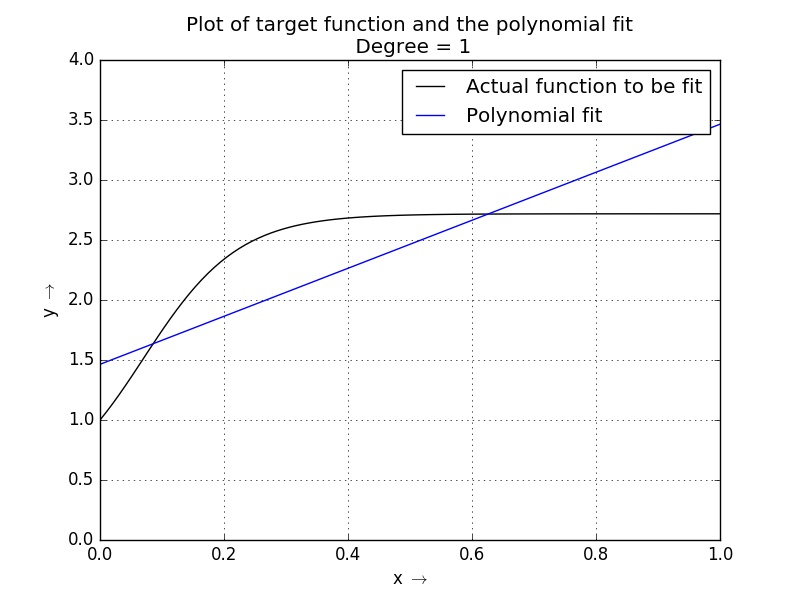 Plot of target function and the polynomial fit
Degree = 1
Actual function to be fit
Polynomial fit
4.0
3.5
3.0
2.5
2.0
1.5
1.0
0.5
0.0
y →
0.0 0.2 0.4 0.6 0.8 1.0
x →